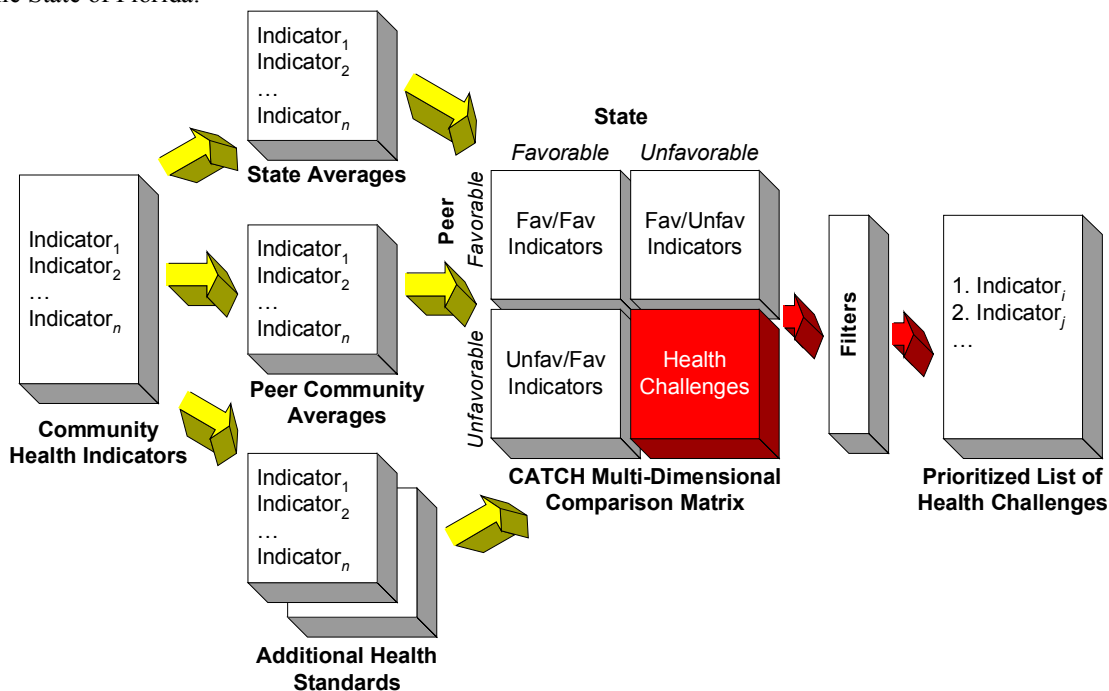 the State of Florida.
Indicator1
Indicator2
…
Indicatorn
Community
Health Indicators
Indicator1
Indicator2
…
Indicatorn
State Averages
Indicator1
Indicator2
…
Indicatorn
Peer Community
Averages
Indicator1
Indicator2
…
Indicatorn
Additional Health
Standards
State
Favorable Unfavorable
Peer
Favorable
Unfavorable
Fav/Fav
Indicators
Fav/Unfav
Indicators
Unfav/Fav
Indicators
Health
Challenges
CATCH Multi-Dimensional
Comparison Matrix
Filters
1. Indicatori
2. Indicatorj
…
Prioritized List of
Health Challenges